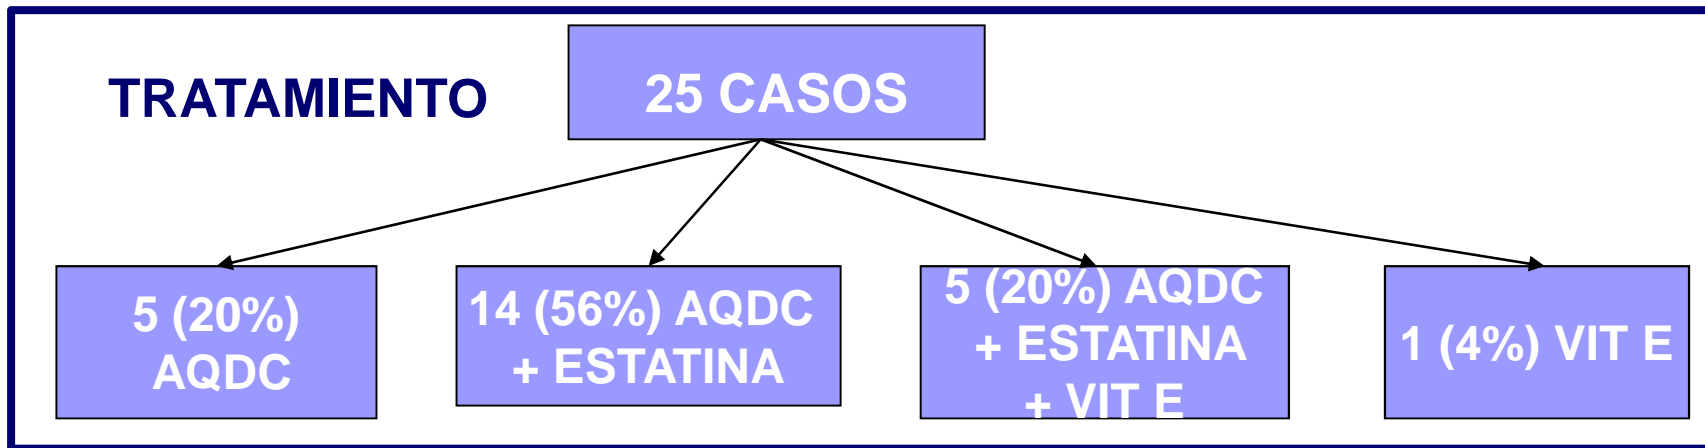 TRATAMIENTO
25 CASOS
5 (20%)
AQDC
14 (56%) AQDC
+ ESTATINA
5 (20%) AQDC
+ ESTATINA
+ VIT E
1 (4%) VIT E